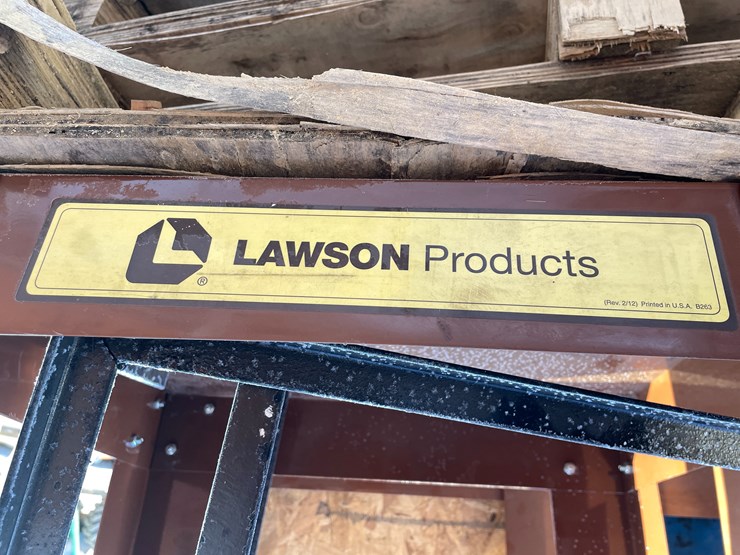 LAWSON Products
®
(Rev. 2/12) Printed in U.S.A. B263